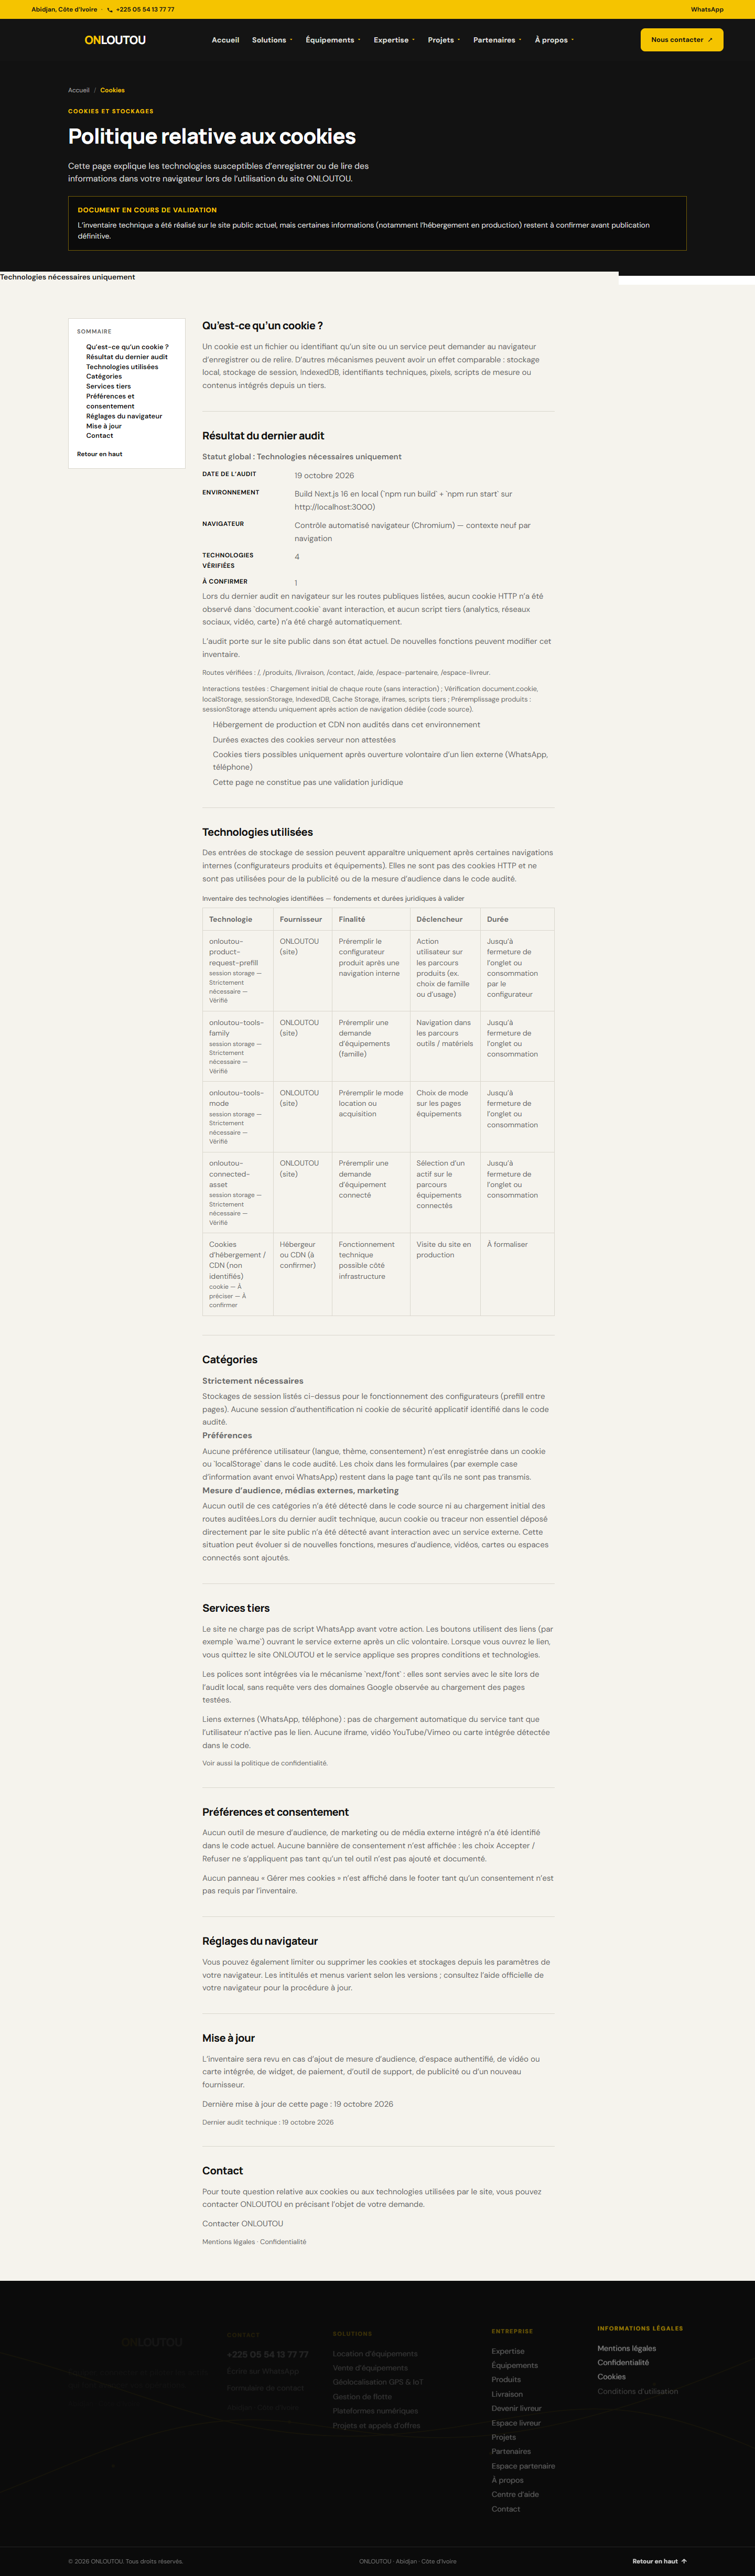 Abidjan, Côte d'Ivoire · +225 05 54 13 77 77
WhatsApp
ONLOUTOU
Accueil Solutions Équipements Expertise Projets Partenaires À propos
Nous contacter ↗
Accueil / Cookies
COOKIES ET STOCKAGES
Politique relative aux cookies
Cette page explique les technologies susceptibles d'enregistrer ou de lire des
informations dans votre navigateur lors de l'utilisation du site ONLOUTOU.
DOCUMENT EN COURS DE VALIDATION
L'inventaire technique a été réalisé sur le site public actuel, mais certaines informations (notamment l'hébergement en production) restent à confirmer avant publication
définitive.
Technologies nécessaires uniquement
SOMMAIRE
Qu'est-ce qu'un cookie ?
Résultat du dernier audit
Technologies utilisées
Catégories
Services tiers
Préférences et
consentement
Réglages du navigateur
Mise à jour
Contact
Retour en haut
Qu'est-ce qu'un cookie ?
Un cookie est un fichier ou identifiant qu'un site ou un service peut demander au navigateur
d'enregistrer ou de relire. D'autres mécanismes peuvent avoir un effet comparable : stockage
local, stockage de session, IndexedDB, identifiants techniques, pixels, scripts de mesure ou
contenus intégrés depuis un tiers.
Résultat du dernier audit
Statut global : Technologies nécessaires uniquement
DATE DE L'AUDIT 19 octobre 2026
ENVIRONNEMENT Build Next.js 16 en local (`npm run build` + `npm run start` sur
http://localhost:3000)
NAVIGATEUR Contrôle automatisé navigateur (Chromium) — contexte neuf par
navigation
TECHNOLOGIES
VÉRIFIÉES 4
À CONFIRMER 1
Lors du dernier audit en navigateur sur les routes publiques listées, aucun cookie HTTP n'a été
observé dans `document.cookie` avant interaction, et aucun script tiers (analytics, réseaux
sociaux, vidéo, carte) n'a été chargé automatiquement.
L'audit porte sur le site public dans son état actuel. De nouvelles fonctions peuvent modifier cet
inventaire.
Routes vérifiées : /, /produits, /livraison, /contact, /aide, /espace-partenaire, /espace-livreur.
Interactions testées : Chargement initial de chaque route (sans interaction) ; Vérification document.cookie,
localStorage, sessionStorage, IndexedDB, Cache Storage, iframes, scripts tiers ; Préremplissage produits :
sessionStorage attendu uniquement après action de navigation dédiée (code source).
Hébergement de production et CDN non audités dans cet environnement
Durées exactes des cookies serveur non attestées
Cookies tiers possibles uniquement après ouverture volontaire d'un lien externe (WhatsApp,
téléphone)
Cette page ne constitue pas une validation juridique
Technologies utilisées
Des entrées de stockage de session peuvent apparaître uniquement après certaines navigations
internes (configurateurs produits et équipements). Elles ne sont pas des cookies HTTP et ne
sont pas utilisées pour de la publicité ou de la mesure d'audience dans le code audité.
Inventaire des technologies identifiées — fondements et durées juridiques à valider
Technologie Fournisseur Finalité Déclencheur Durée
onloutou-
product-
request-prefill
session storage —
Strictement
nécessaire —
Vérifié
ONLOUTOU
(site)
Préremplir le
configurateur
produit après une
navigation interne
Action
utilisateur sur
les parcours
produits (ex.
choix de famille
ou d'usage)
Jusqu'à
fermeture de
l'onglet ou
consommation
par le
configurateur
onloutou-tools-
family
session storage —
Strictement
nécessaire —
Vérifié
ONLOUTOU
(site)
Préremplir une
demande
d'équipements
(famille)
Navigation dans
les parcours
outils / matériels
Jusqu'à
fermeture de
l'onglet ou
consommation
onloutou-tools-
mode
session storage —
Strictement
nécessaire —
Vérifié
ONLOUTOU
(site)
Préremplir le mode
location ou
acquisition
Choix de mode
sur les pages
équipements
Jusqu'à
fermeture de
l'onglet ou
consommation
onloutou-
connected-
asset
session storage —
Strictement
nécessaire —
Vérifié
ONLOUTOU
(site)
Préremplir une
demande
d'équipement
connecté
Sélection d'un
actif sur le
parcours
équipements
connectés
Jusqu'à
fermeture de
l'onglet ou
consommation
Cookies
d'hébergement /
CDN (non
identifiés)
cookie — À
préciser — À
confirmer
Hébergeur
ou CDN (à
confirmer)
Fonctionnement
technique
possible côté
infrastructure
Visite du site en
production
À formaliser
Catégories
Strictement nécessaires
Stockages de session listés ci-dessus pour le fonctionnement des configurateurs (prefill entre
pages). Aucune session d'authentification ni cookie de sécurité applicatif identifié dans le code
audité.
Préférences
Aucune préférence utilisateur (langue, thème, consentement) n'est enregistrée dans un cookie
ou `localStorage` dans le code audité. Les choix dans les formulaires (par exemple case
d'information avant envoi WhatsApp) restent dans la page tant qu'ils ne sont pas transmis.
Mesure d'audience, médias externes, marketing
Aucun outil de ces catégories n'a été détecté dans le code source ni au chargement initial des
routes auditées.Lors du dernier audit technique, aucun cookie ou traceur non essentiel déposé
directement par le site public n'a été détecté avant interaction avec un service externe. Cette
situation peut évoluer si de nouvelles fonctions, mesures d'audience, vidéos, cartes ou espaces
connectés sont ajoutés.
Services tiers
Le site ne charge pas de script WhatsApp avant votre action. Les boutons utilisent des liens (par
exemple `wa.me`) ouvrant le service externe après un clic volontaire. Lorsque vous ouvrez le lien,
vous quittez le site ONLOUTOU et le service applique ses propres conditions et technologies.
Les polices sont intégrées via le mécanisme `next/font` : elles sont servies avec le site lors de
l'audit local, sans requête vers des domaines Google observée au chargement des pages
testées.
Liens externes (WhatsApp, téléphone) : pas de chargement automatique du service tant que
l'utilisateur n'active pas le lien. Aucune iframe, vidéo YouTube/Vimeo ou carte intégrée détectée
dans le code.
Voir aussi la politique de confidentialité.
Préférences et consentement
Aucun outil de mesure d'audience, de marketing ou de média externe intégré n'a été identifié
dans le code actuel. Aucune bannière de consentement n'est affichée : les choix Accepter /
Refuser ne s'appliquent pas tant qu'un tel outil n'est pas ajouté et documenté.
Aucun panneau « Gérer mes cookies » n'est affiché dans le footer tant qu'un consentement n'est
pas requis par l'inventaire.
Réglages du navigateur
Vous pouvez également limiter ou supprimer les cookies et stockages depuis les paramètres de
votre navigateur. Les intitulés et menus varient selon les versions ; consultez l'aide officielle de
votre navigateur pour la procédure à jour.
Mise à jour
L'inventaire sera revu en cas d'ajout de mesure d'audience, d'espace authentifié, de vidéo ou
carte intégrée, de widget, de paiement, d'outil de support, de publicité ou d'un nouveau
fournisseur.
Dernière mise à jour de cette page : 19 octobre 2026
Dernier audit technique : 19 octobre 2026
Contact
Pour toute question relative aux cookies ou aux technologies utilisées par le site, vous pouvez
contacter ONLOUTOU en précisant l'objet de votre demande.
Contacter ONLOUTOU
Mentions légales · Confidentialité
ONLOUTOU
CONTACT
+225 05 54 13 77 77
Écrire sur WhatsApp
Formulaire de contact
SOLUTIONS
Location d'équipements
Vente d'équipements
Géolocalisation GPS & IoT
Gestion de flotte
Plateformes numériques
Projets et appels d'offres
ENTREPRISE
Expertise
Équipements
Produits
Livraison
Devenir livreur
Espace livreur
Projets
Partenaires
Espace partenaire
À propos
Centre d'aide
Contact
INFORMATIONS LÉGALES
Mentions légales
Confidentialité
Cookies
Conditions d'utilisation
© 2026 ONLOUTOU. Tous droits réservés.
ONLOUTOU · Abidjan · Côte d'Ivoire
Retour en haut ↑